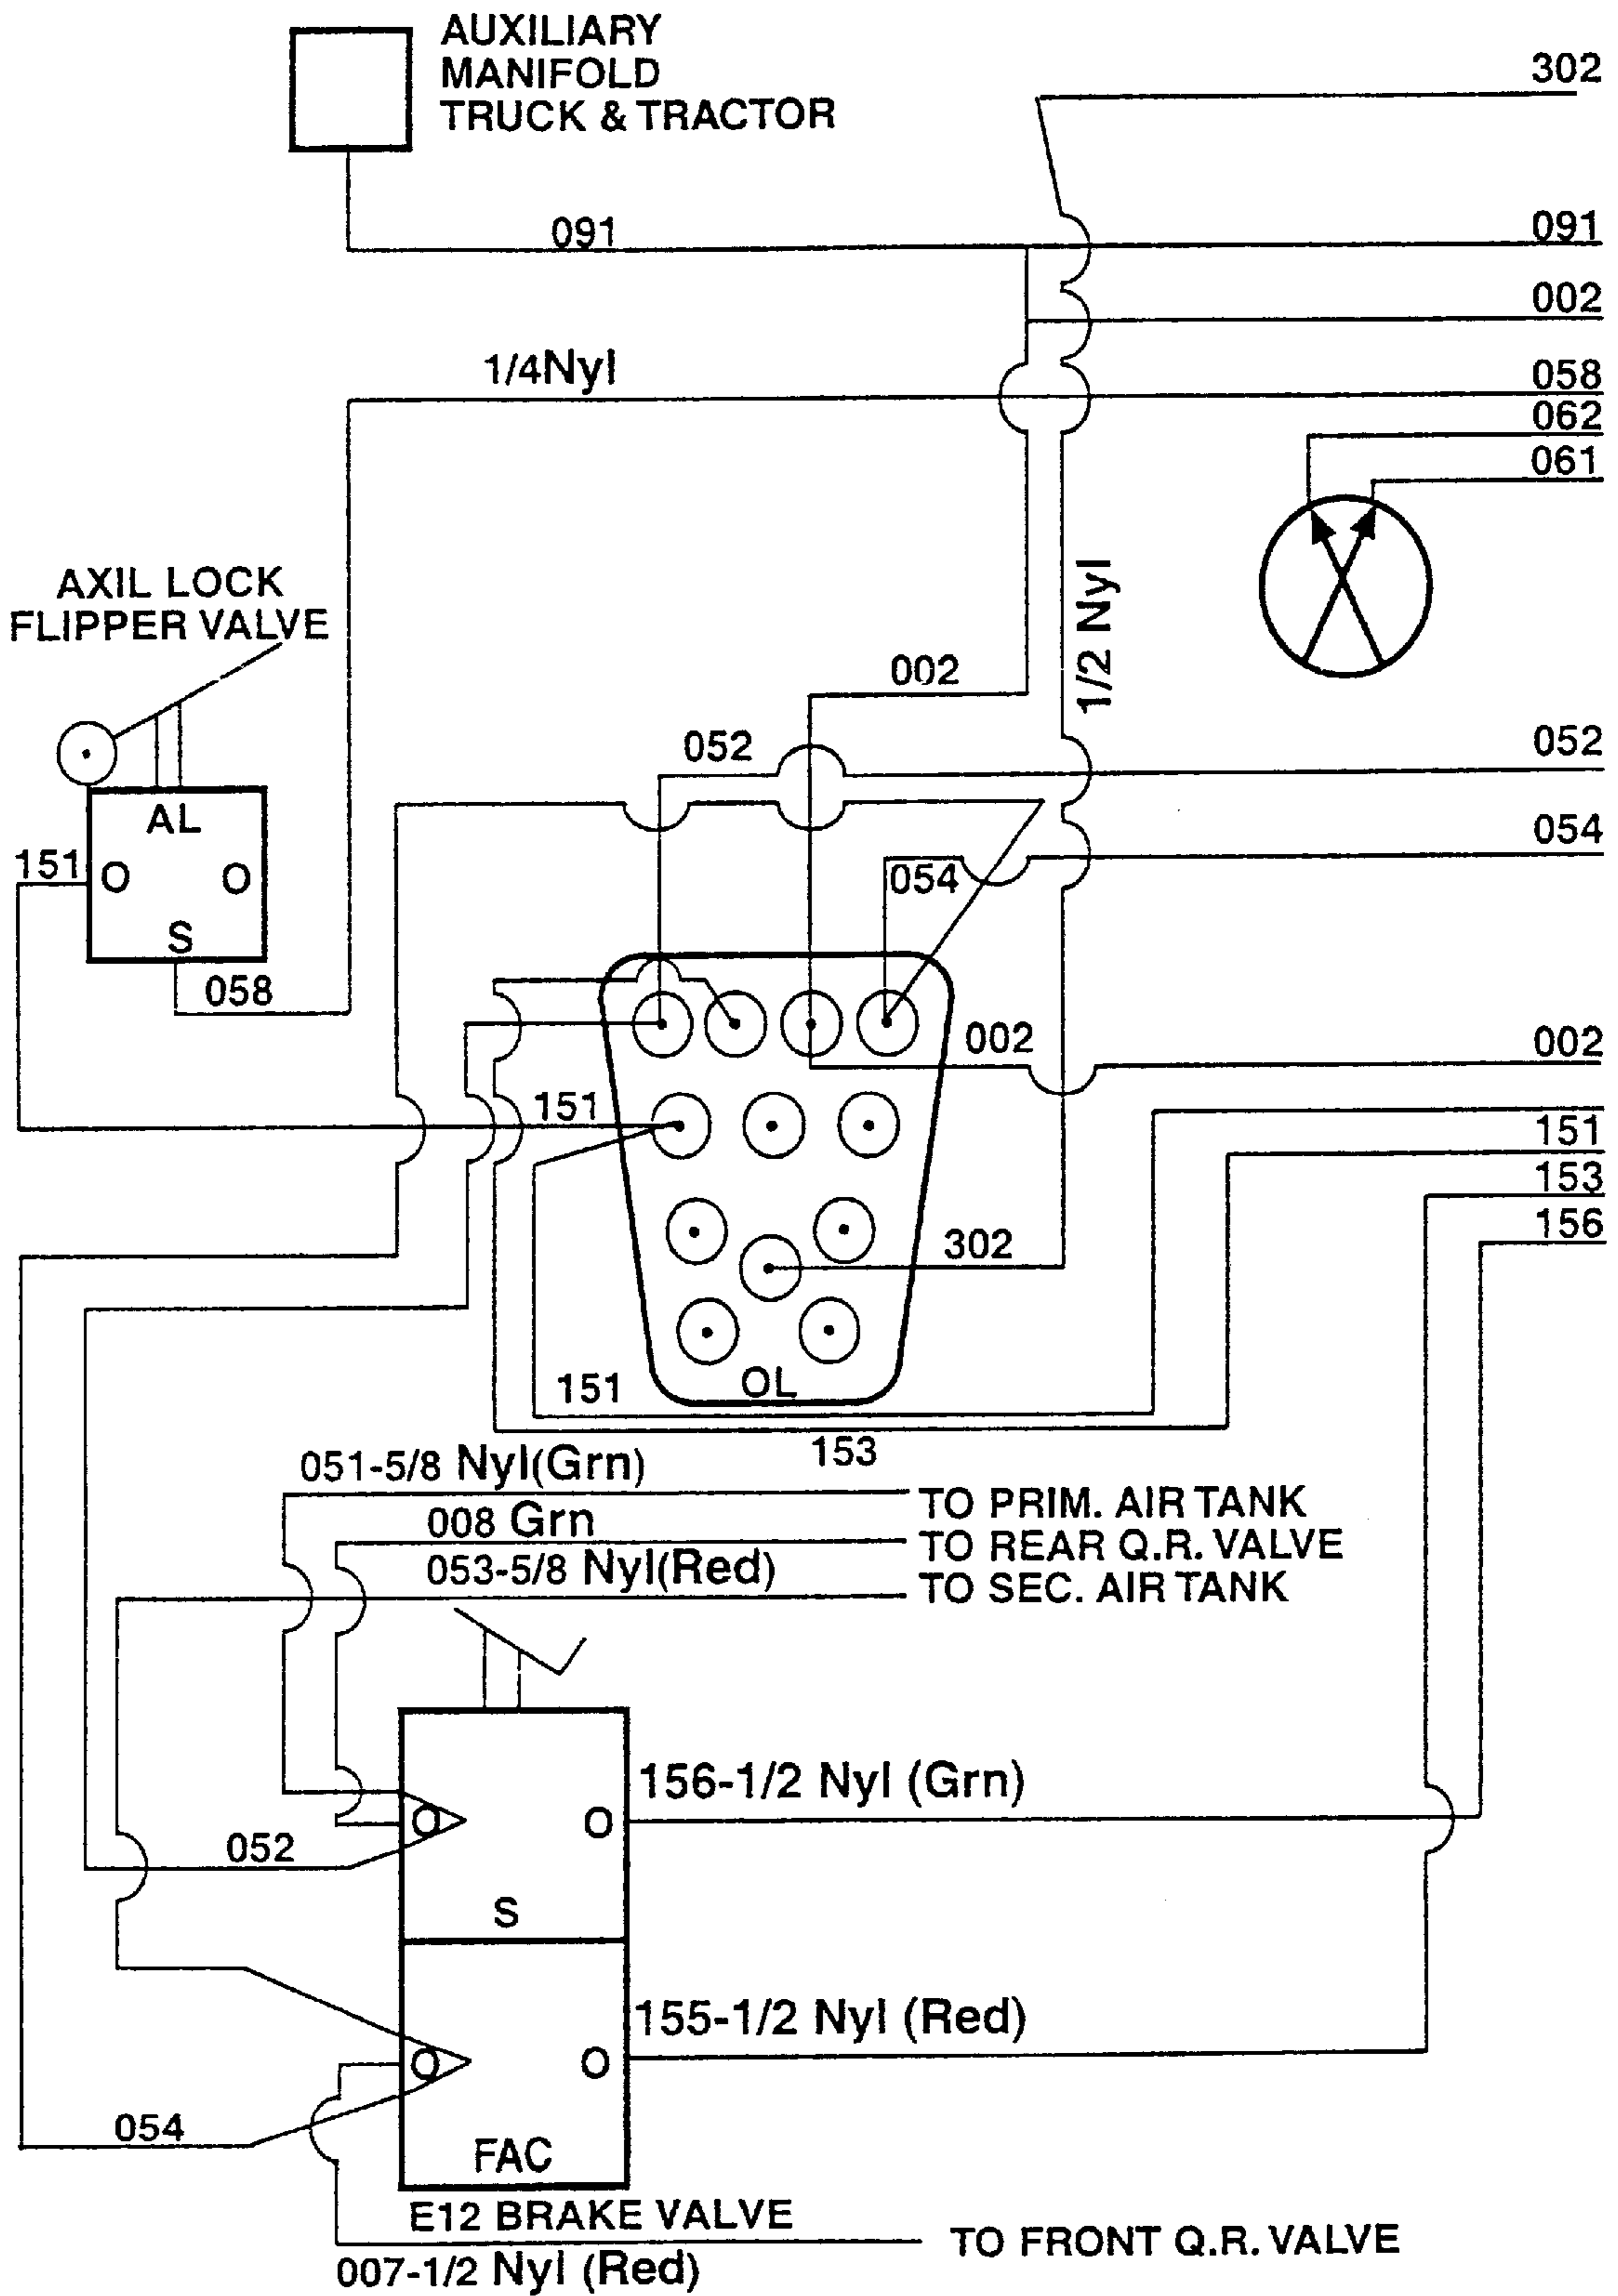 AUXILIARY
MANIFOLD
TRUCK & TRACTOR
302
091
091
002
1/4Nyl
058
062
061
AXIL LOCK
FLIPPER VALVE
1/2 Nyl
002
052
052
AL
151
O
O
054
054
S
058
002
002
151
151
153
156
302
OL
151
153
051-5/8 Nyl(Grn)
TO PRIM. AIR TANK
008 Grn
TO REAR Q.R. VALVE
053-5/8 Nyl(Red)
TO SEC. AIR TANK
156-1/2 Nyl (Grn)
O
O
052
S
155-1/2 Nyl (Red)
O
O
054
FAC
E12 BRAKE VALVE
TO FRONT Q.R. VALVE
007-1/2 Nyl (Red)